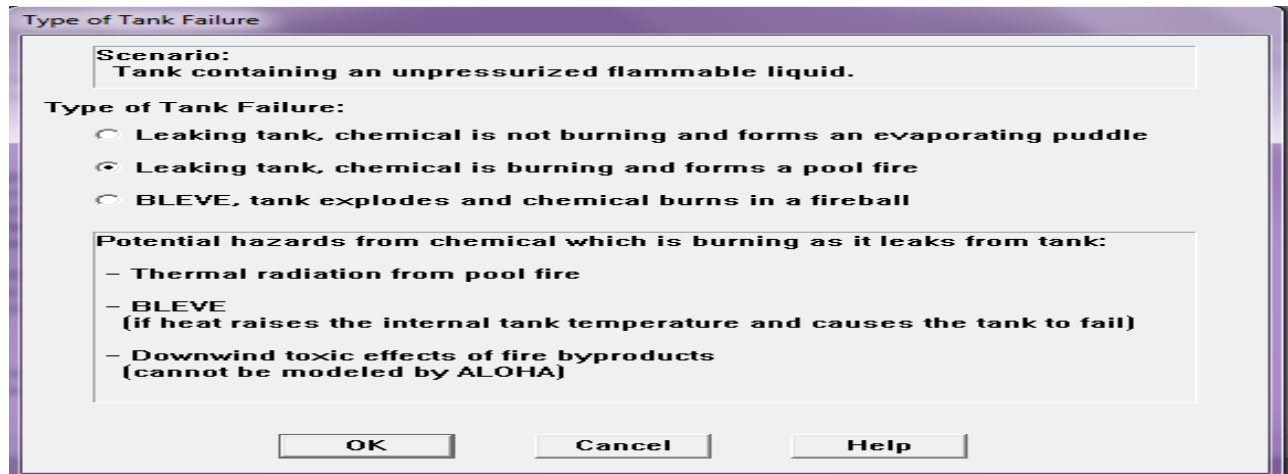 Type of Tank Failure
Scenario:
Tank containing an unpressurized flammable liquid.
Type of Tank Failure:
Leaking tank, chemical is not burning and forms an evaporating puddle
Leaking tank, chemical is burning and forms a pool fire
BLEVE, tank explodes and chemical burns in a fireball
Potential hazards from chemical which is burning as it leaks from tank:
– Thermal radiation from pool fire
– BLEVE
(if heat raises the internal tank temperature and causes the tank to fail)
– Downwind toxic effects of fire byproducts
(cannot be modeled by ALOHA)
OK Cancel Help